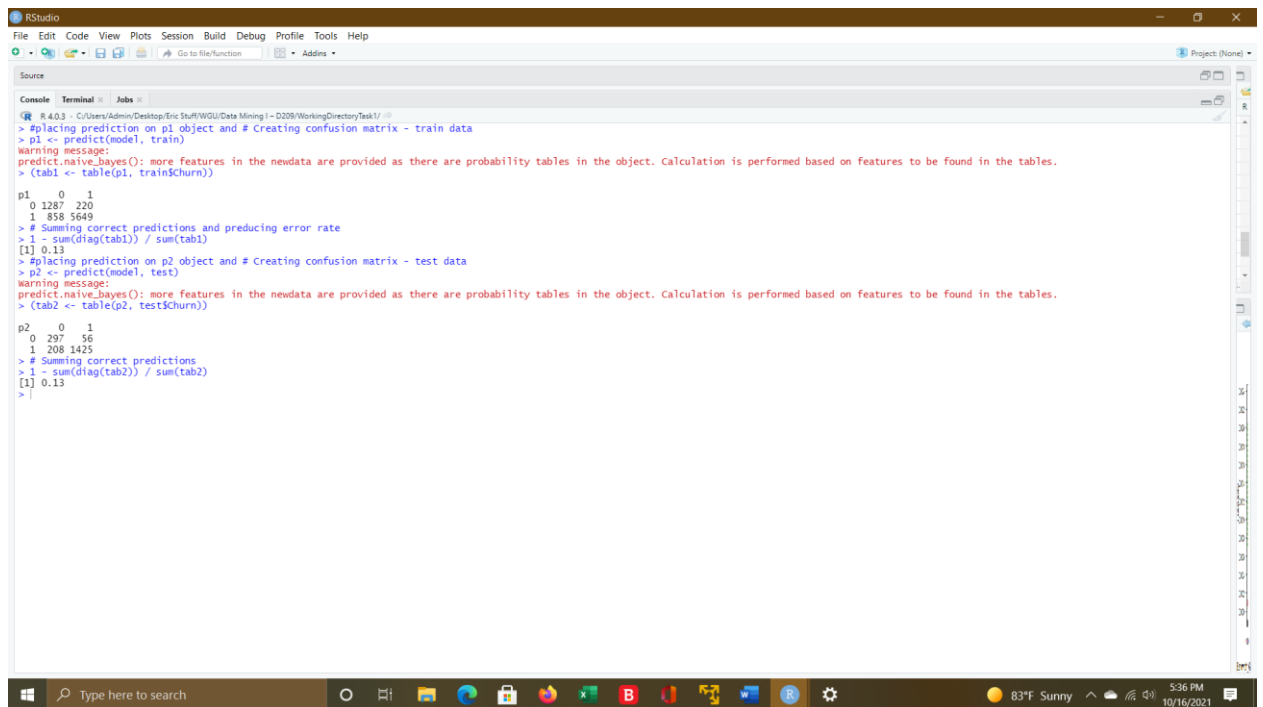 RStudio
File Edit Code View Plots Session Build Debug Profile Tools Help
Go to file/function Addins
Project: (None)
Source
Console Terminal Jobs
R 4.0.3 · C:/Users/Admin/Desktop/Eric Stuff/WGU/Data Mining I – D209/WorkingDirectoryTask1/
> #placing prediction on p1 object and # Creating confusion matrix - train data
> p1 <- predict(model, train)
Warning message:
predict.naive_bayes(): more features in the newdata are provided as there are probability tables in the object. Calculation is performed based on features to be found in the tables.
> (tab1 <- table(p1, train$Churn))
p1 0 1
0 1287 220
1 858 5649
> # Summing correct predictions and preducing error rate
> 1 - sum(diag(tab1)) / sum(tab1)
[1] 0.13
> #placing prediction on p2 object and # Creating confusion matrix - test data
> p2 <- predict(model, test)
Warning message:
predict.naive_bayes(): more features in the newdata are provided as there are probability tables in the object. Calculation is performed based on features to be found in the tables.
> (tab2 <- table(p2, test$Churn))
p2 0 1
0 297 56
1 208 1425
> # Summing correct predictions
> 1 - sum(diag(tab2)) / sum(tab2)
[1] 0.13
>
Type here to search
83°F Sunny
5:36 PM
10/16/2021